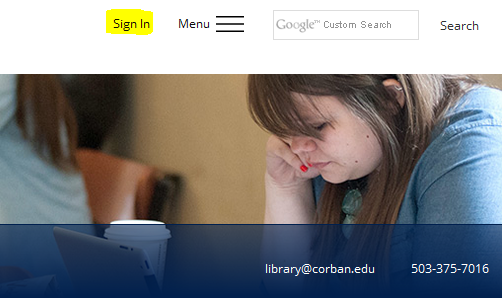 Sign In Menu Google™ Custom Search Search
library@corban.edu 503-375-7016